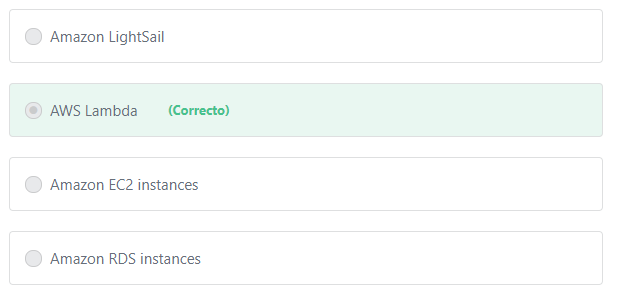 Amazon LightSail
AWS Lambda (Correcto)
Amazon EC2 instances
Amazon RDS instances